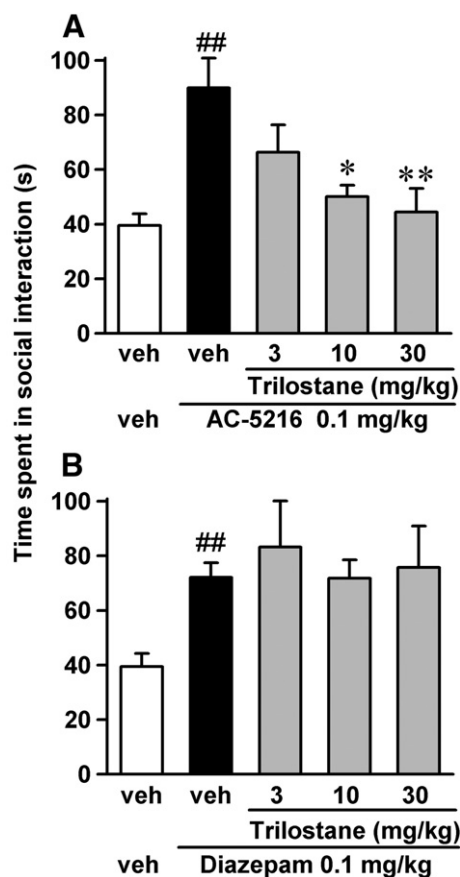 A
Time spent in social interaction (s)
##
100
80
60
40
20
0
*
**
veh veh 3 10 30
Trilostane (mg/kg)
veh AC-5216 0.1 mg/kg
B
##
100
80
60
40
20
0
veh veh 3 10 30
Trilostane (mg/kg)
veh Diazepam 0.1 mg/kg